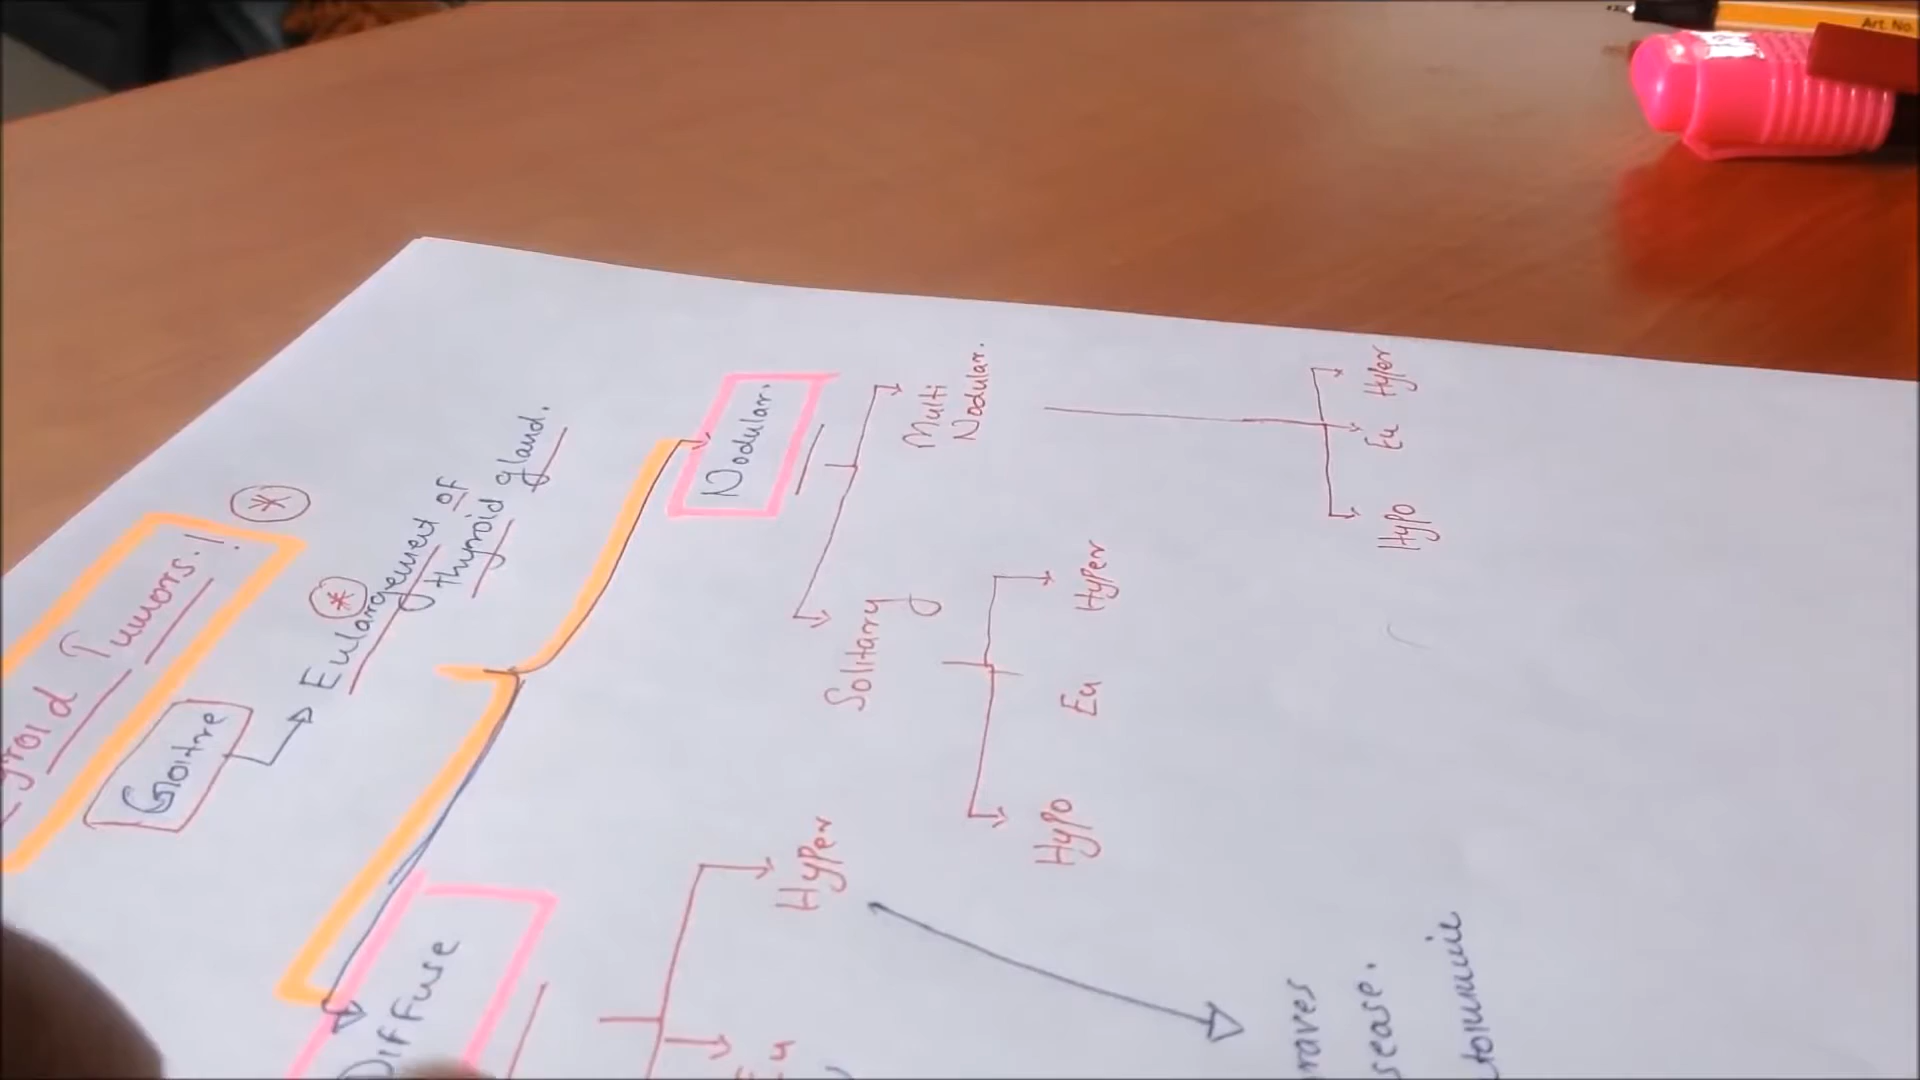 Tumors.!
Goitre
Enlargement of
thyroid gland.
Nodular.
Multi
Nodular.
Solitary
Hyper
Eu
Hypo
Hyper
Eu
Hypo
Diffuse
Hyper
Eu
raves
sease.
Art. No.